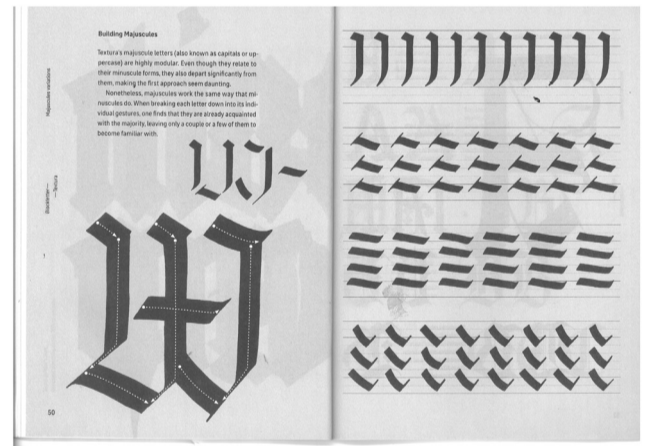 Building Majuscules
Textura's majuscule letters (also known as capitals or up-
percase) are highly modular. Even though they relate to
their minuscule forms, they also depart significantly from
them, making the first approach seem daunting.
Nonetheless, majuscules work the same way that mi-
nuscules do. When breaking each letter down into its indi-
vidual gestures, one finds that they are already acquainted
with the majority, leaving only a couple or a few of them to
become familiar with.
Majuscule variations
Blackletter—
—Textura
50